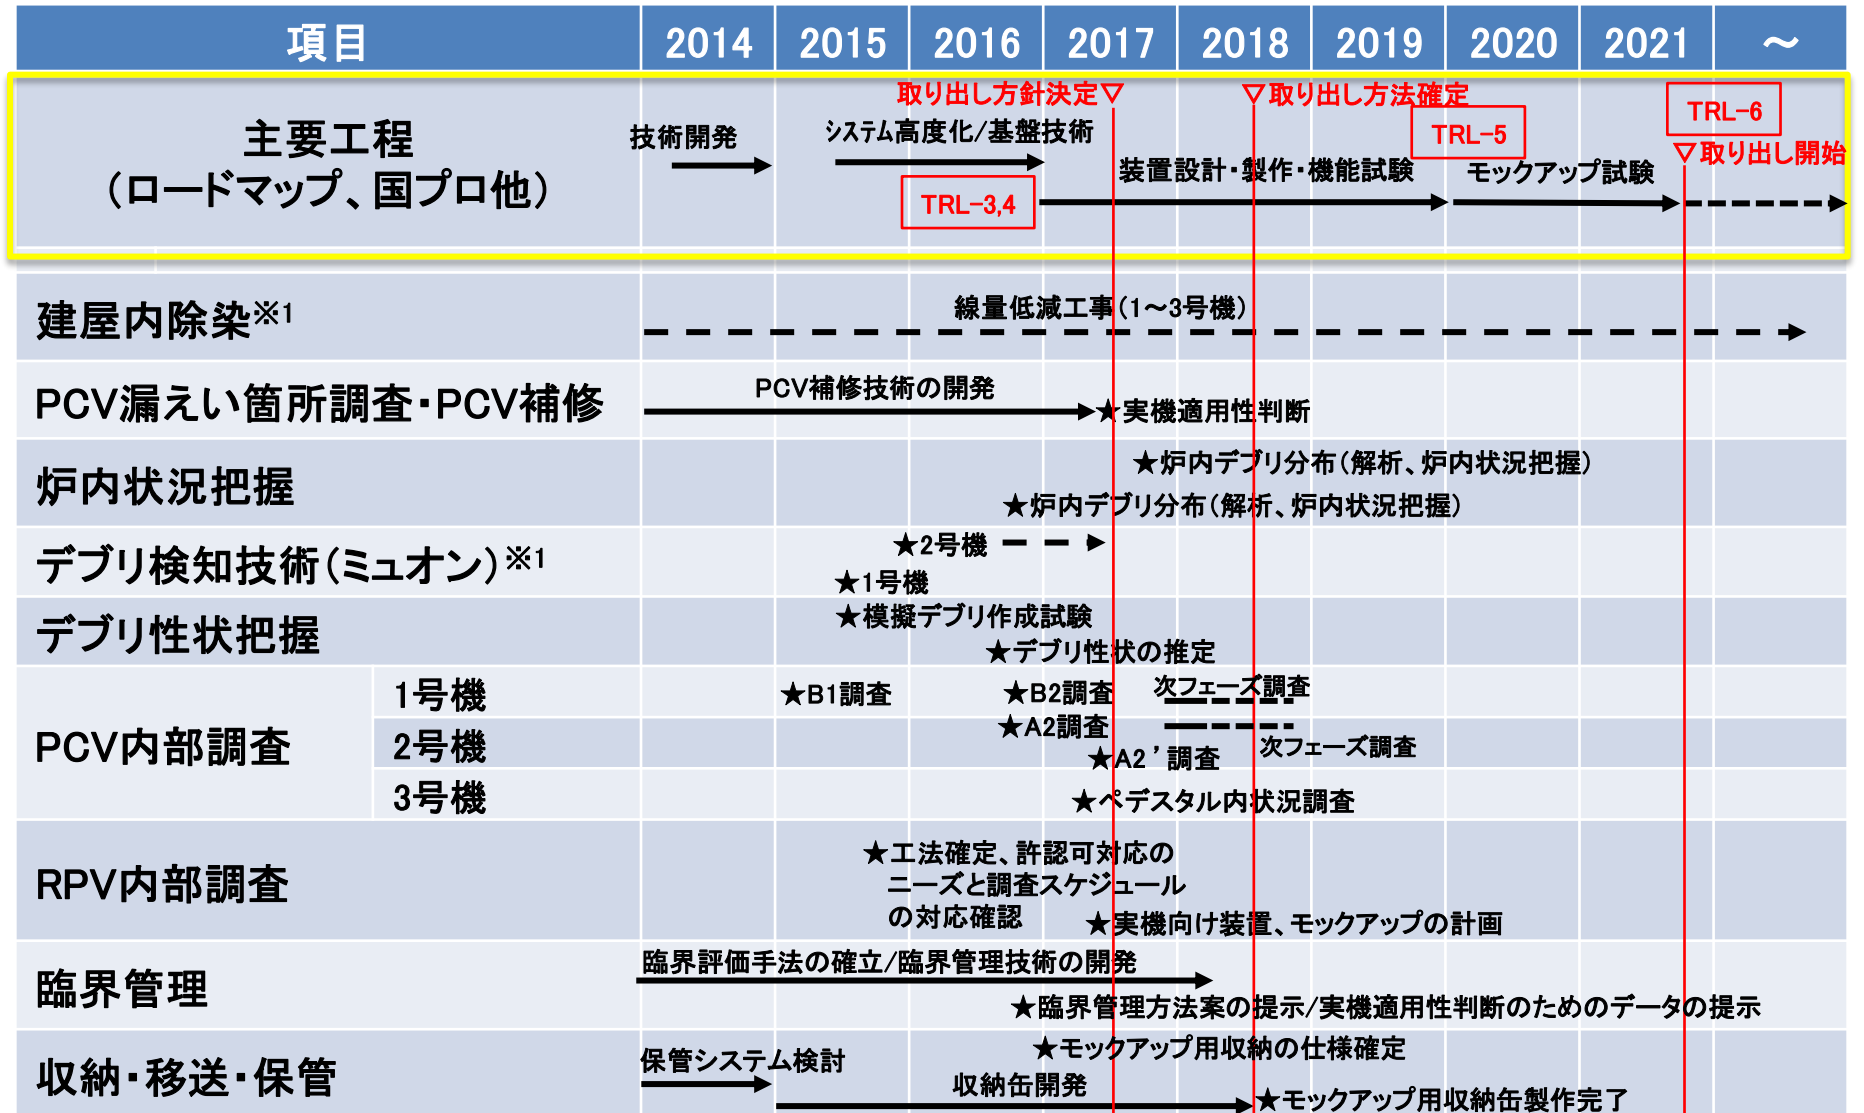 項目 2014 2015 2016 2017 2018 2019 2020 2021 ～
取り出し方針決定▽ ▽取り出し方法確定
TRL-6
主要工程
（ロードマップ、国プロ他）
技術開発
システム高度化/基盤技術
TRL-5
▽取り出し開始
装置設計・製作・機能試験
モックアップ試験
TRL-3,4
建屋内除染※1
線量低減工事（1～3号機）
PCV漏えい箇所調査・PCV補修
PCV補修技術の開発
★実機適用性判断
炉内状況把握
★炉内デブリ分布（解析、炉内状況把握）
★炉内デブリ分布（解析、炉内状況把握）
デブリ検知技術（ミュオン）※1
★2号機
★1号機
デブリ性状把握
★模擬デブリ作成試験
★デブリ性状の推定
PCV内部調査
1号機
★B1調査
★B2調査
次フェーズ調査
2号機
★A2調査
★A2’調査
次フェーズ調査
3号機
★ペデスタル内状況調査
RPV内部調査
★工法確定、許認可対応の
ニーズと調査スケジュール
の対応確認
★実機向け装置、モックアップの計画
臨界管理
臨界評価手法の確立/臨界管理技術の開発
★臨界管理方法案の提示/実機適用性判断のためのデータの提示
収納・移送・保管
保管システム検討
★モックアップ用収納の仕様確定
収納缶開発
★モックアップ用収納缶製作完了